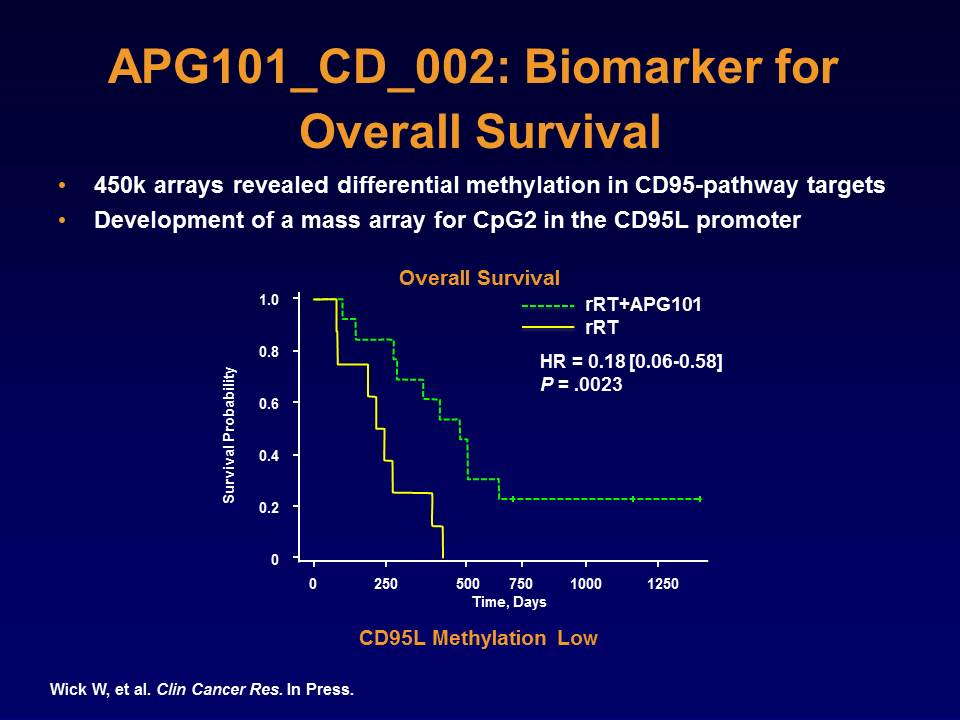 APG101_CD_002: Biomarker for
Overall Survival
• 450k arrays revealed differential methylation in CD95-pathway targets
• Development of a mass array for CpG2 in the CD95L promoter
Overall Survival
rRT+APG101
rRT
HR = 0.18 [0.06-0.58]
P = .0023
Survival Probability
1.0
0.8
0.6
0.4
0.2
0
0 250 500 750 1000 1250
Time, Days
CD95L Methylation Low
Wick W, et al. Clin Cancer Res. In Press.